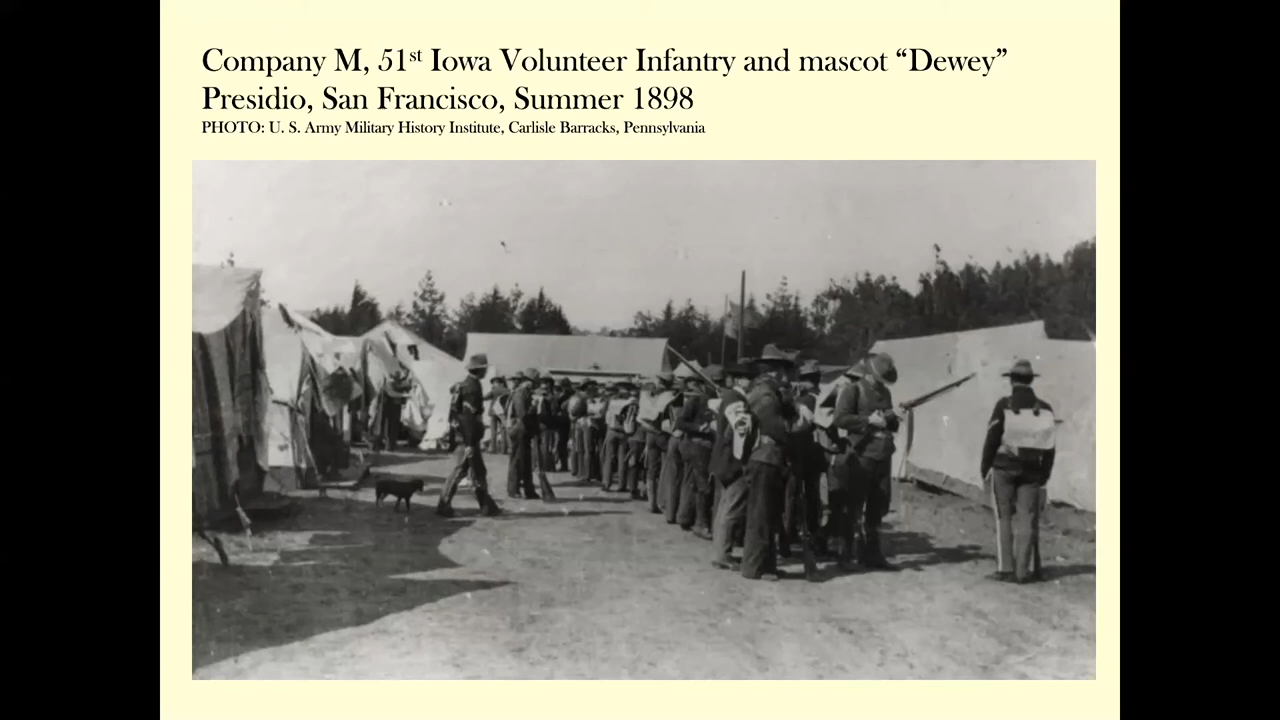 Company M, 51st Iowa Volunteer Infantry and mascot “Dewey”
Presidio, San Francisco, Summer 1898
PHOTO: U. S. Army Military History Institute, Carlisle Barracks, Pennsylvania